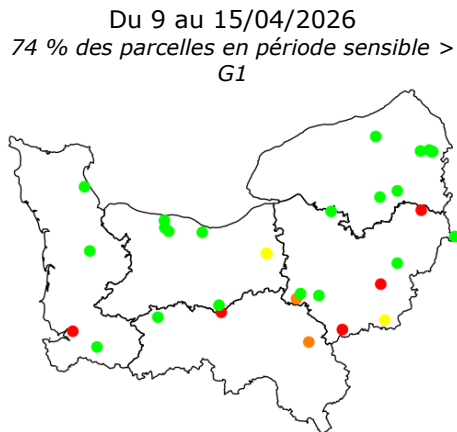 Du 9 au 15/04/2026
74 % des parcelles en période sensible >
G1